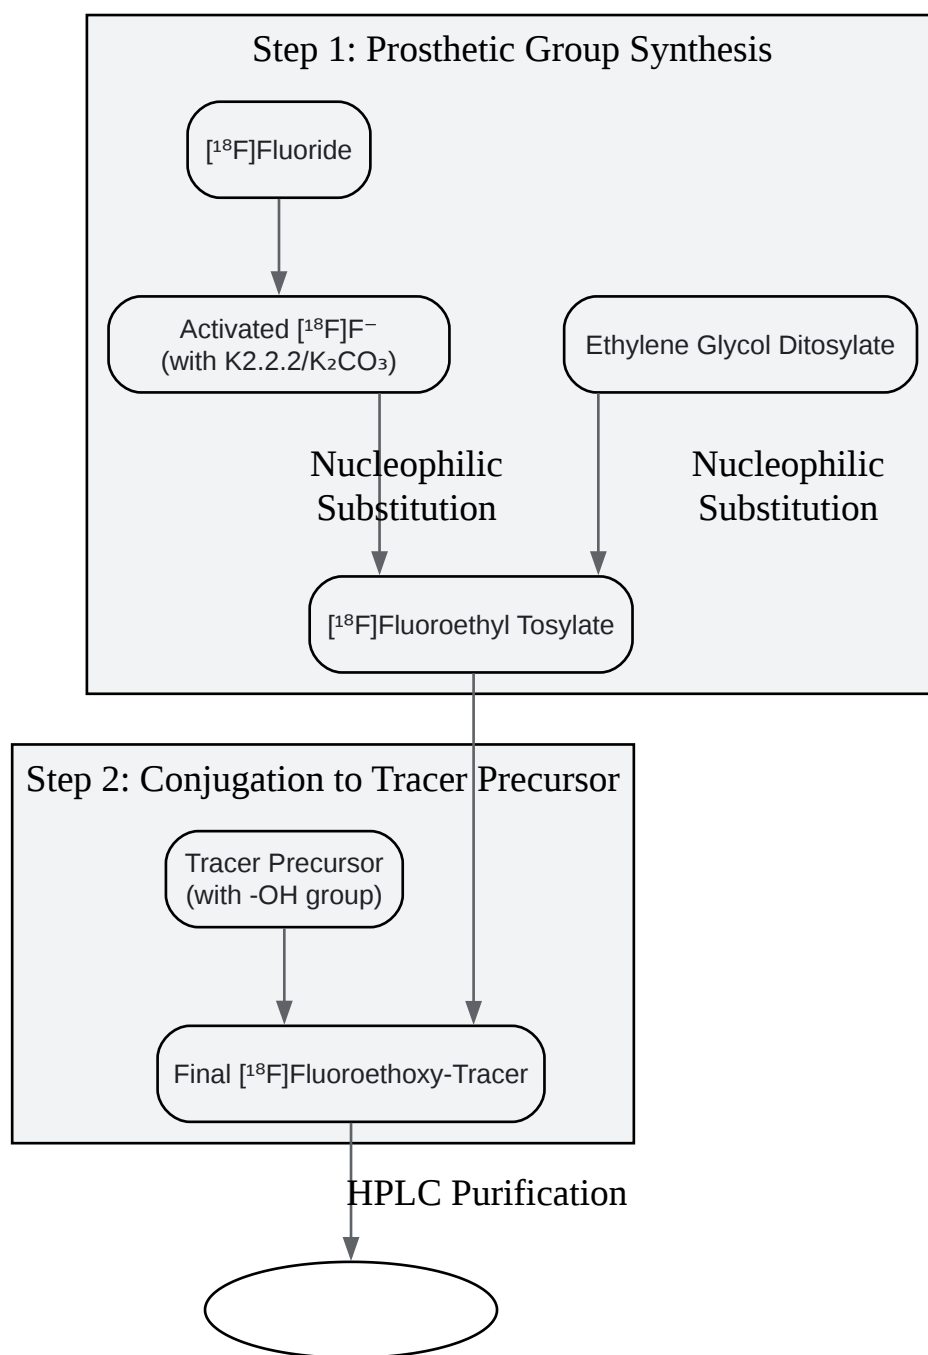 Step 1: Prosthetic Group Synthesis
[¹⁸F]Fluoride
Activated [¹⁸F]F⁻
(with K2.2.2/K₂CO₃)
Ethylene Glycol Ditosylate
Nucleophilic
Substitution
Nucleophilic
Substitution
[¹⁸F]Fluoroethyl Tosylate
Step 2: Conjugation to Tracer Precursor
Tracer Precursor
(with -OH group)
Final [¹⁸F]Fluoroethoxy-Tracer
HPLC Purification